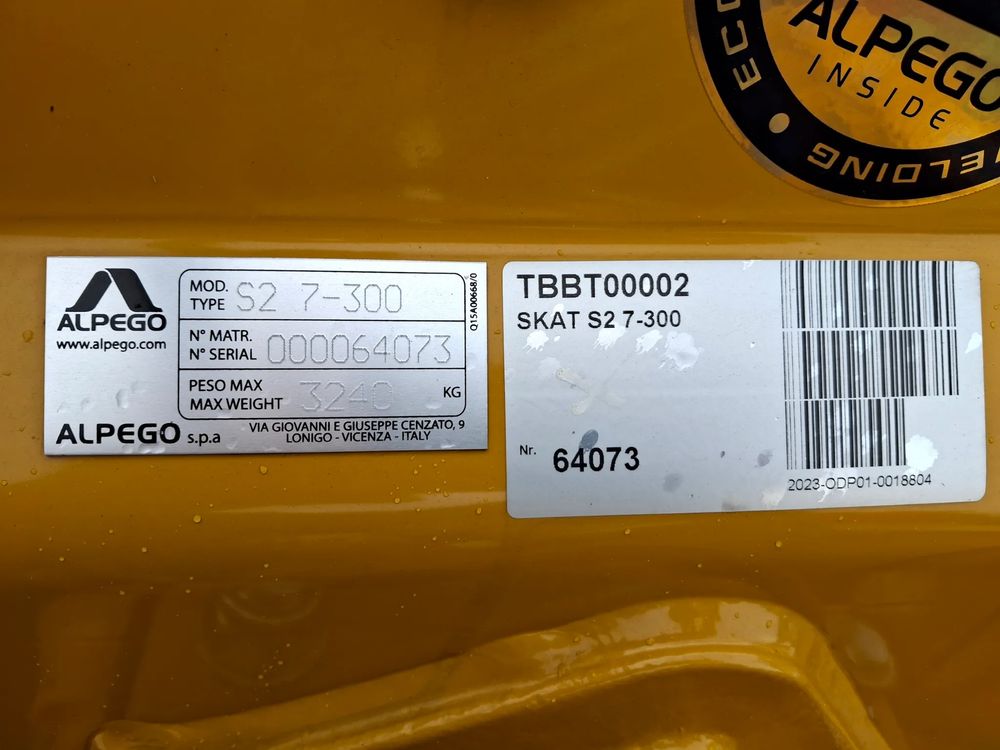 ECO
ALPEGO
INSIDE
WELDING
ALPEGO
www.alpego.com
MOD.
TYPE S2 7-300
N° MATR.
N° SERIAL 000064073
PESO MAX
MAX WEIGHT 3240 KG
Q15A00668/0
ALPEGO s.p.a
VIA GIOVANNI E GIUSEPPE CENZATO, 9
LONIGO - VICENZA - ITALY
TBBT00002
SKAT S2 7-300
Nr. 64073
2023-ODP01-0018804